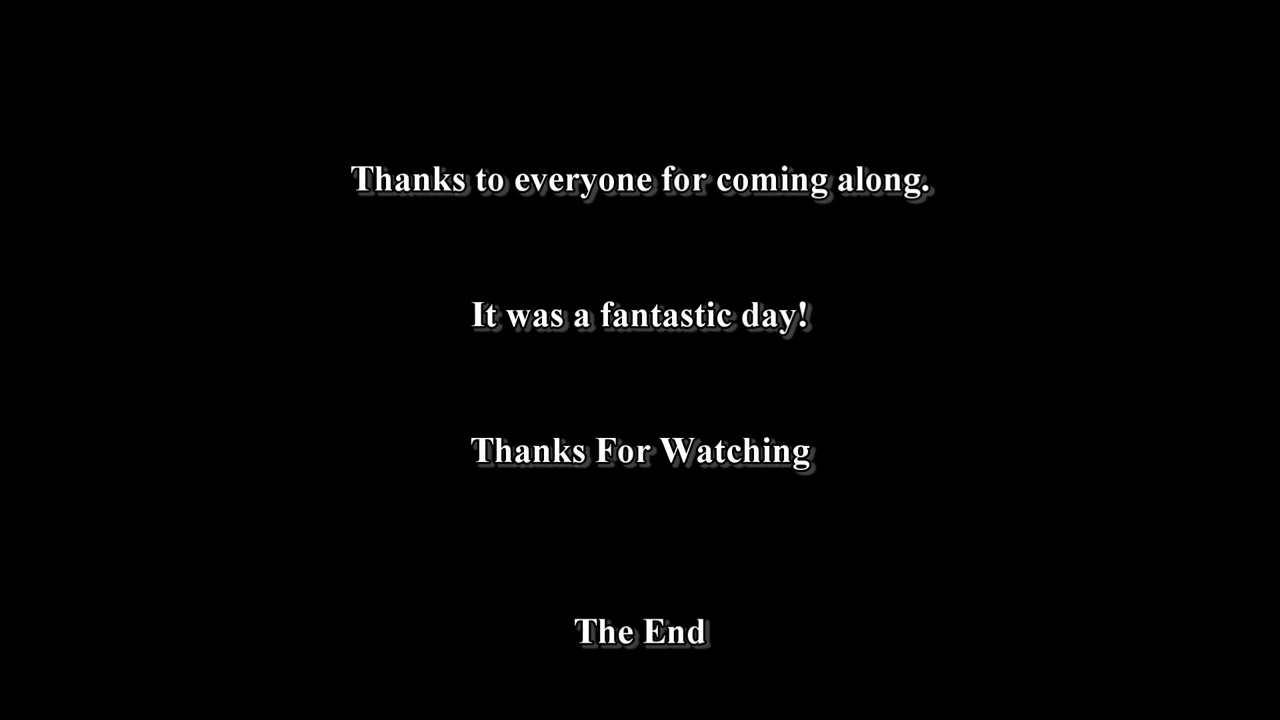 Thanks to everyone for coming along.
It was a fantastic day!
Thanks For Watching
The End